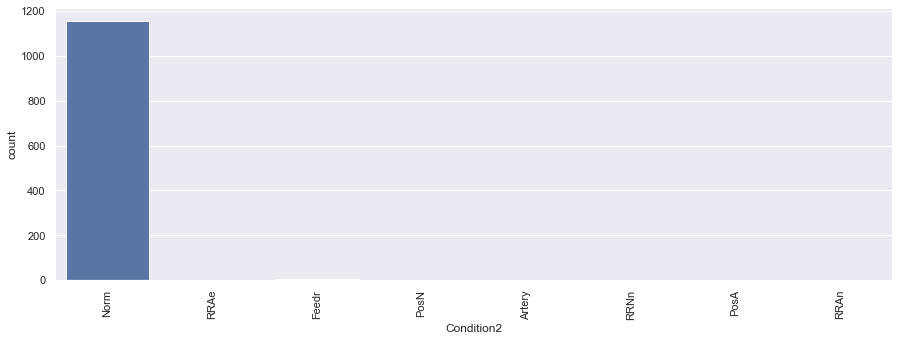 1200
1000
800
600
400
200
0
count
Norm
RRAe
Feedr
PosN
Artery
RRNn
PosA
RRAn
Condition2